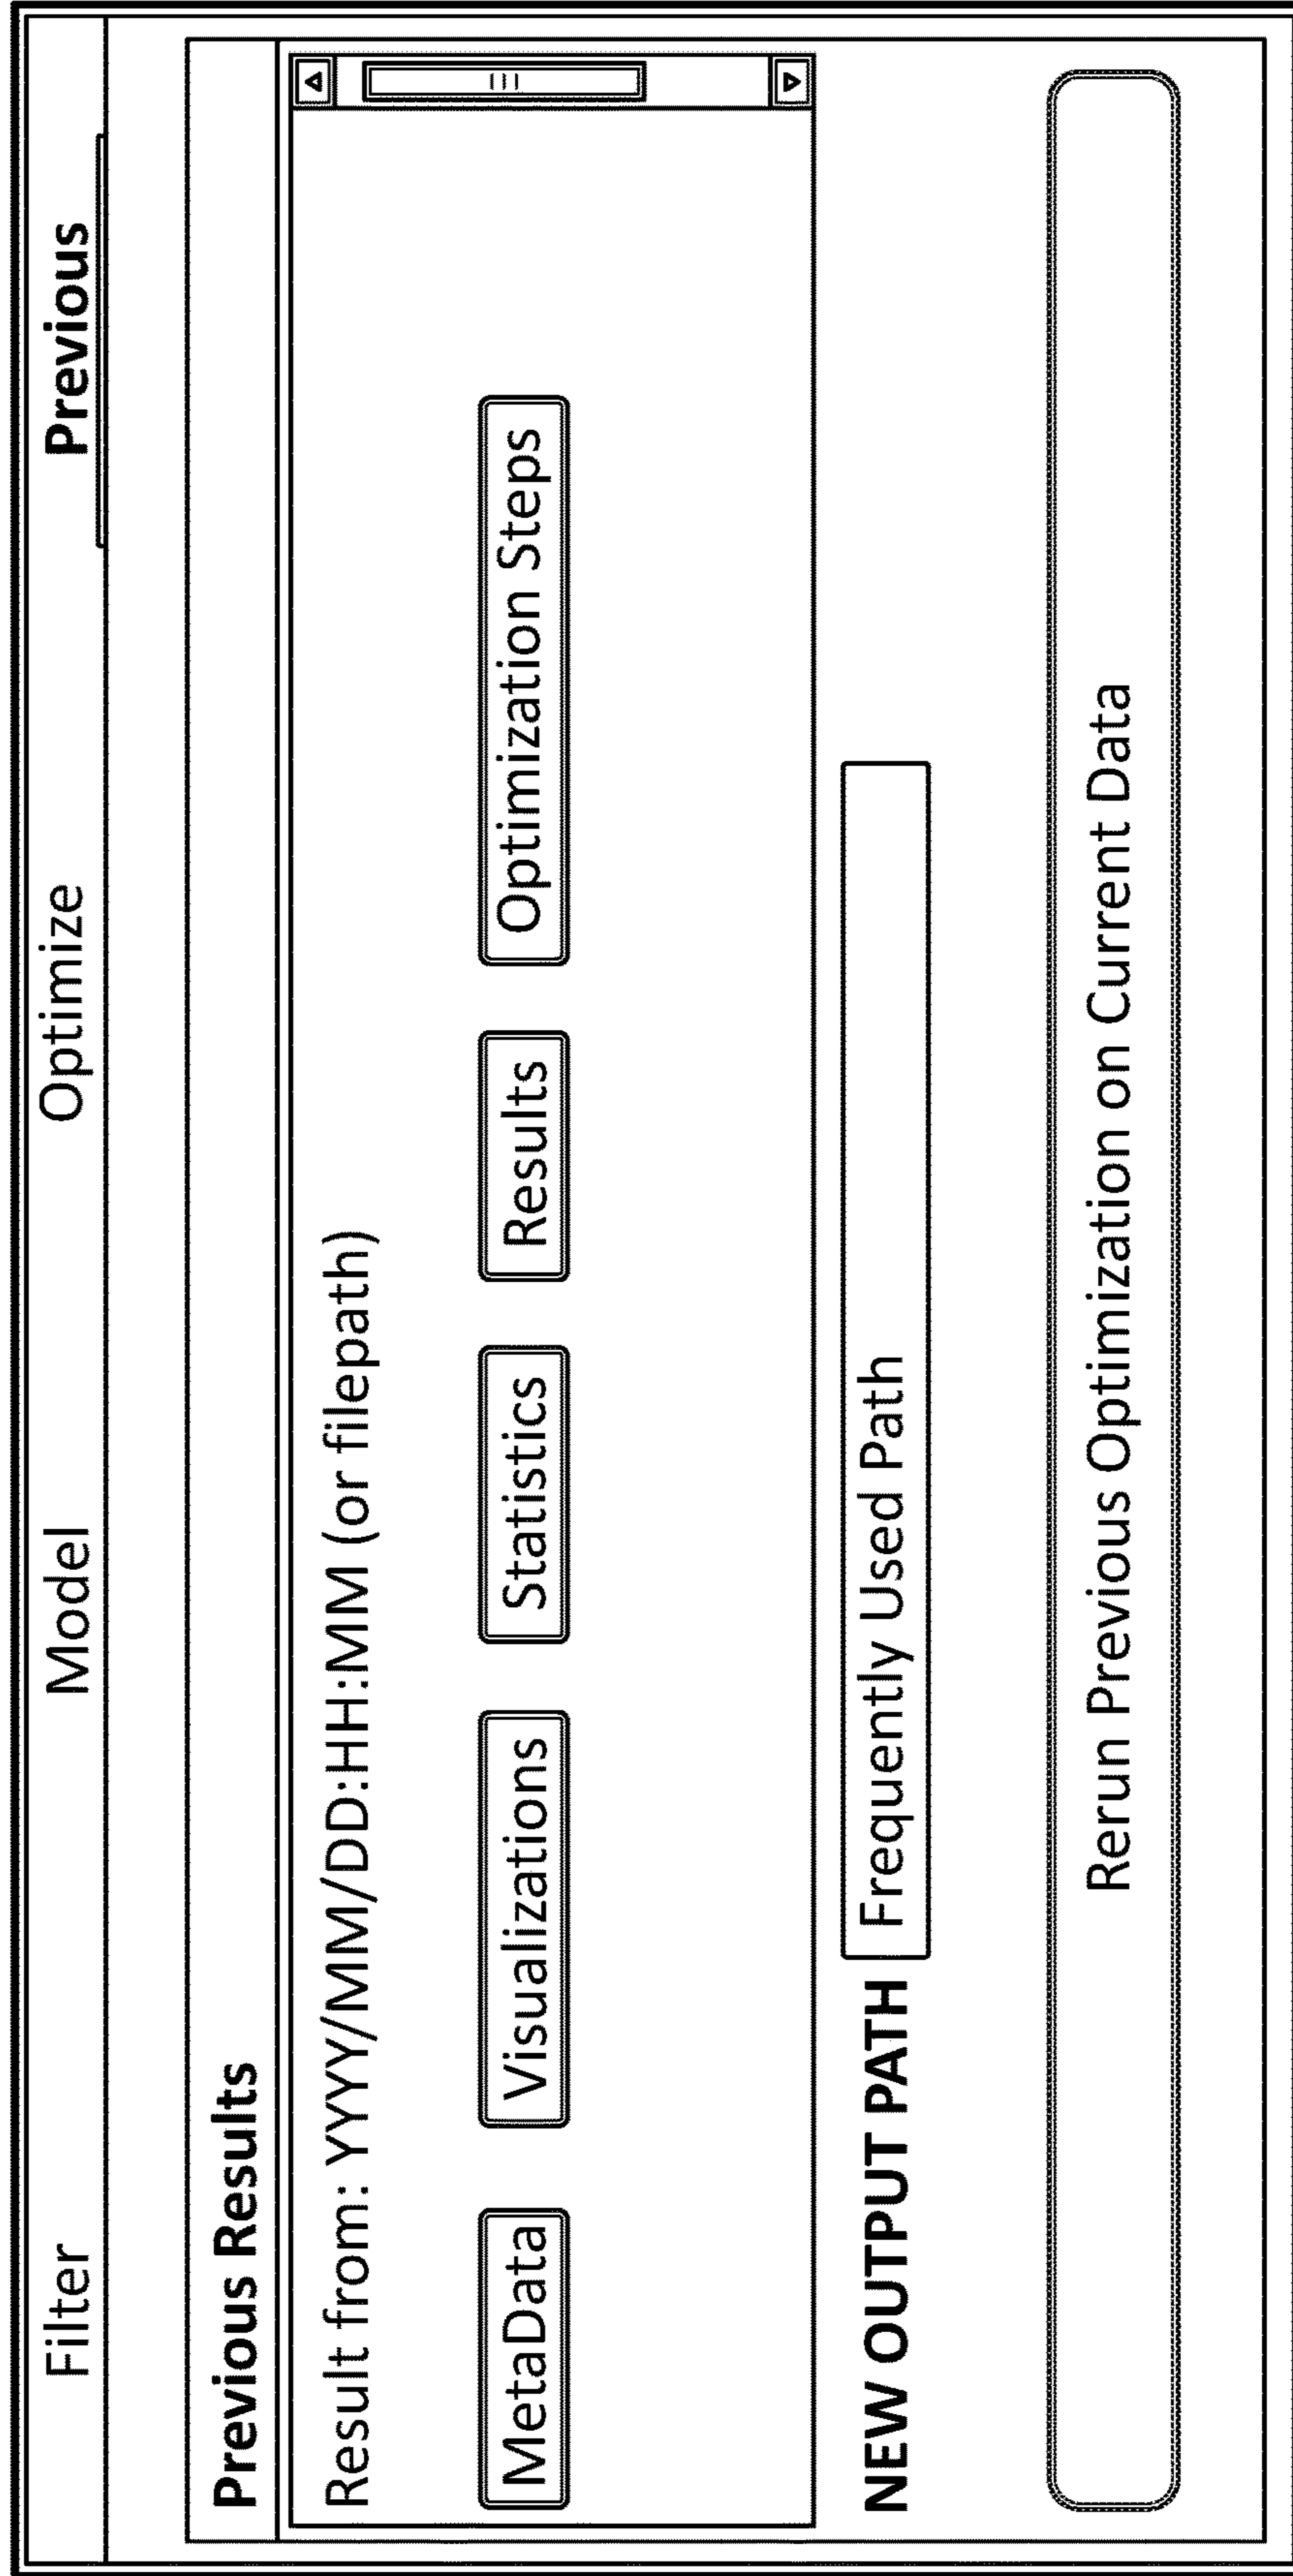 Filter Model Optimize Previous
Previous Results
Result from: YYYY/MM/DD:HH:MM (or filepath)
MetaData Visualizations Statistics Results Optimization Steps
NEW OUTPUT PATH Frequently Used Path
Rerun Previous Optimization on Current Data